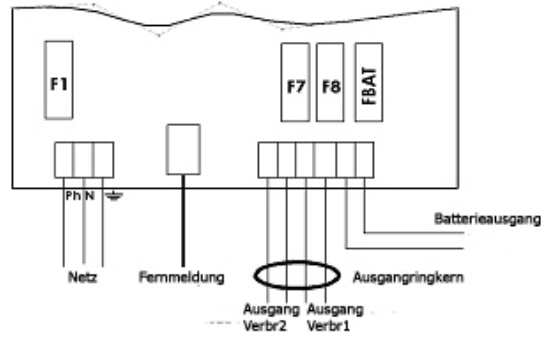 F1
F7
F8
FBAT
Ph N
Batterieausgang
Netz
Fernmeldung
Ausgangringkern
Ausgang Ausgang
Verbr2 Verbr1